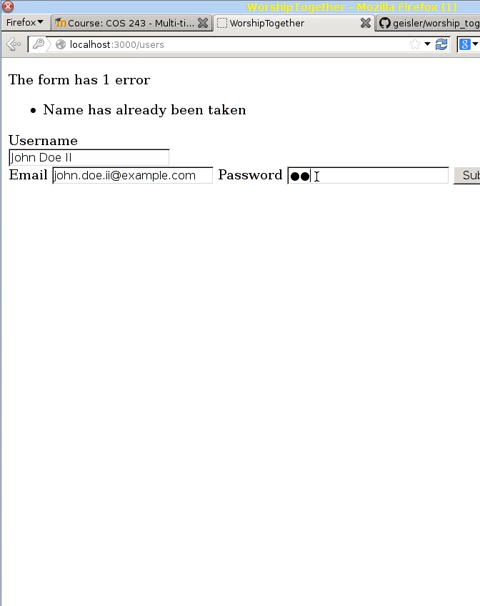 WorshipTogether - Mozilla Firefox (1)
Firefox Course: COS 243 - Multi-ti... WorshipTogether geisler/worship_tog
localhost:3000/users
The form has 1 error
Name has already been taken
Username
John Doe II
Email john.doe.ii@example.com Password Sub